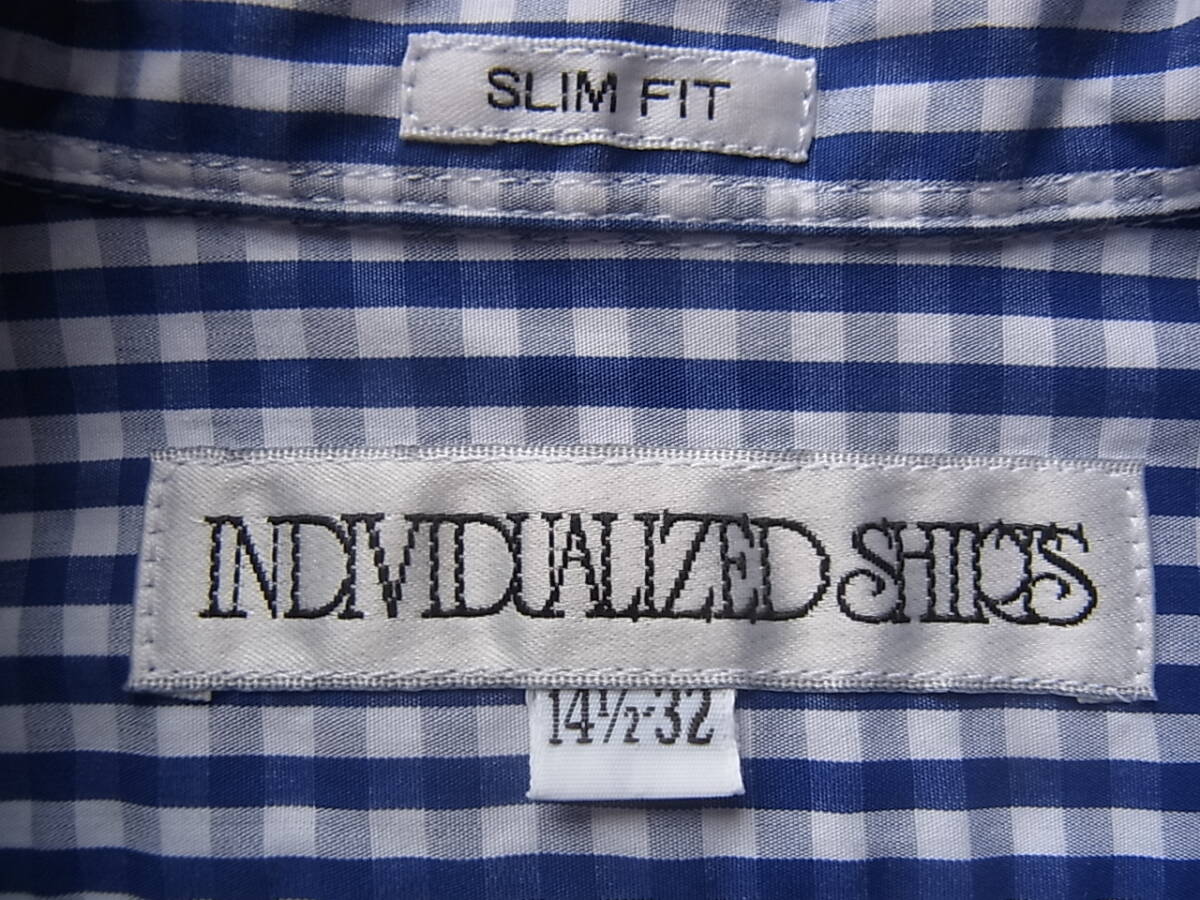 SLIM FIT
INDIVIDUALIZED SHIRTS
14½-32